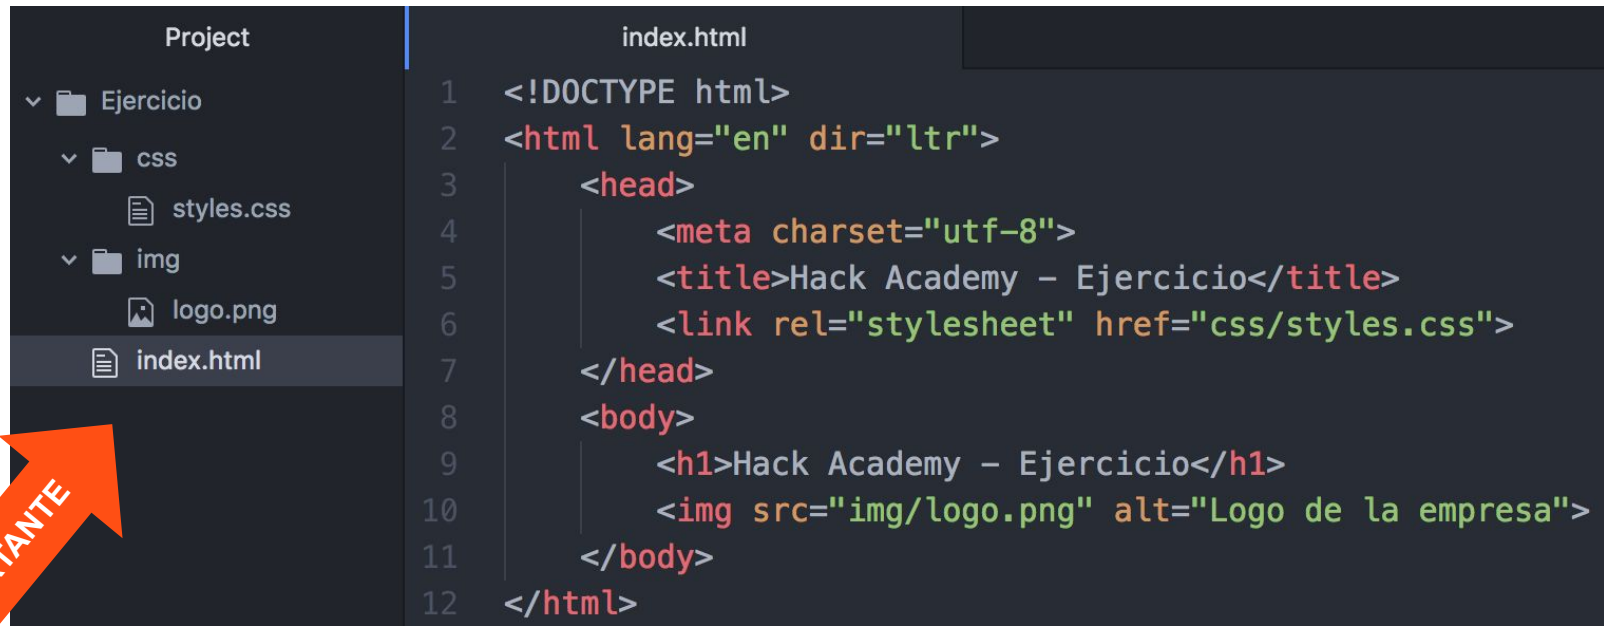 Project
Ejercicio
css
styles.css
img
logo.png
index.html
index.html
1 <!DOCTYPE html>
2 <html lang="en" dir="ltr">
3 <head>
4 <meta charset="utf-8">
5 <title>Hack Academy - Ejercicio</title>
6 <link rel="stylesheet" href="css/styles.css">
7 </head>
8 <body>
9 <h1>Hack Academy - Ejercicio</h1>
10 <img src="img/logo.png" alt="Logo de la empresa">
11 </body>
12 </html>